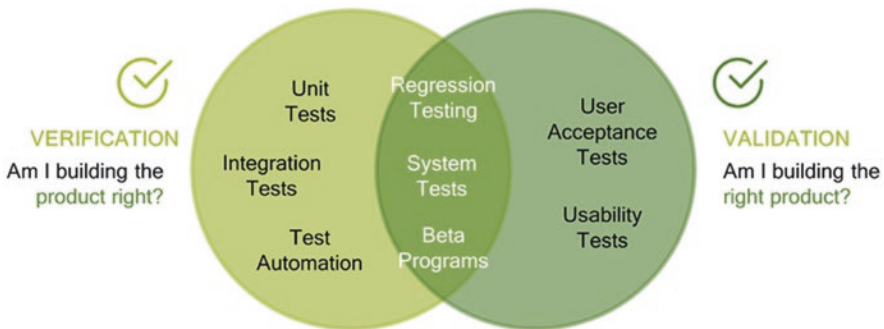 VERIFICATION
Am I building the
product right?
Unit
Tests
Integration
Tests
Test
Automation
Regression
Testing
System
Tests
Beta
Programs
User
Acceptance
Tests
Usability
Tests
VALIDATION
Am I building the
right product?